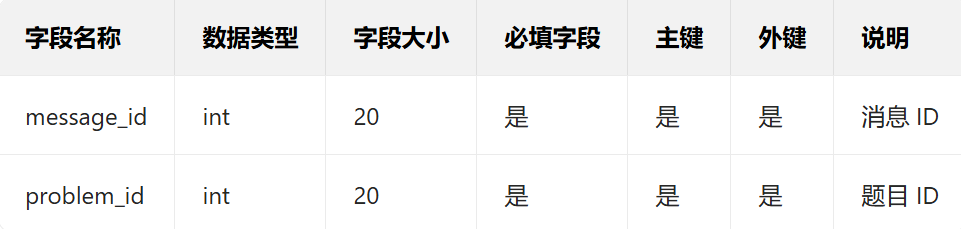 字段名称 数据类型 字段大小 必填字段 主键 外键 说明
message_id int 20 是 是 是 消息 ID
problem_id int 20 是 是 是 题目 ID